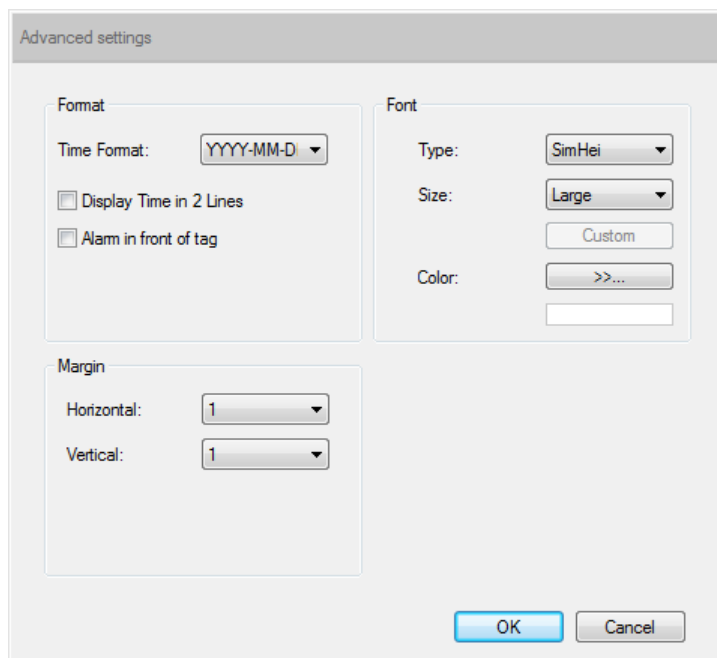 Advanced settings
Format
Time Format: YYYY-MM-D
Display Time in 2 Lines
Alarm in front of tag
Font
Type: SimHei
Size: Large
Custom
Color: >>...
Margin
Horizontal: 1
Vertical: 1
OK Cancel